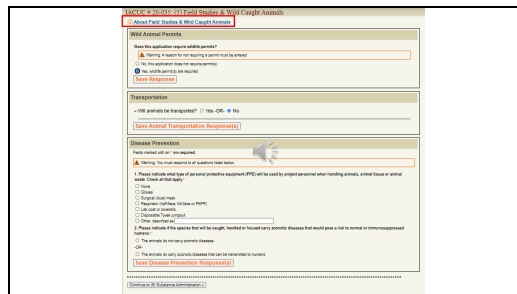 IACUC # 20-035: (5) Field Studies & Wild Caught Animals
About Field Studies & Wild Caught Animals
Wild Animal Permits
Does this application require wildlife permits?
Warning: A reason for not requiring a permit must be entered
No, this application does not require permit(s)
Yes, wildlife permit(s) are required
Save Response
Transportation
Will animals be transported? Yes -OR- No
Save Animal Transportation Response(s)
Disease Prevention
Fields marked with an * are required.
Warning: You must respond to all questions listed below.
1. Please indicate what type of personal protective equipment (PPE) will be used by project personnel when handling animals, animal tissue or animal
waste. Check all that apply.*
None
Gloves
Surgical (dust) mask
Respirator (half-face, full-face or PAPR)
Lab coat or coveralls
Disposable Tyvek jumpsuit
Other, described as:
2. Please indicate if the species that will be caught, handled or housed carry zoonotic diseases that would pose a risk to normal or immunosuppressed
humans.*
The animals do not carry zoonotic diseases.
-OR-
The animals do carry zoonotic diseases that can be transmitted to humans.
Save Disease Prevention Response(s)
Continue to (6) Substance Administration »